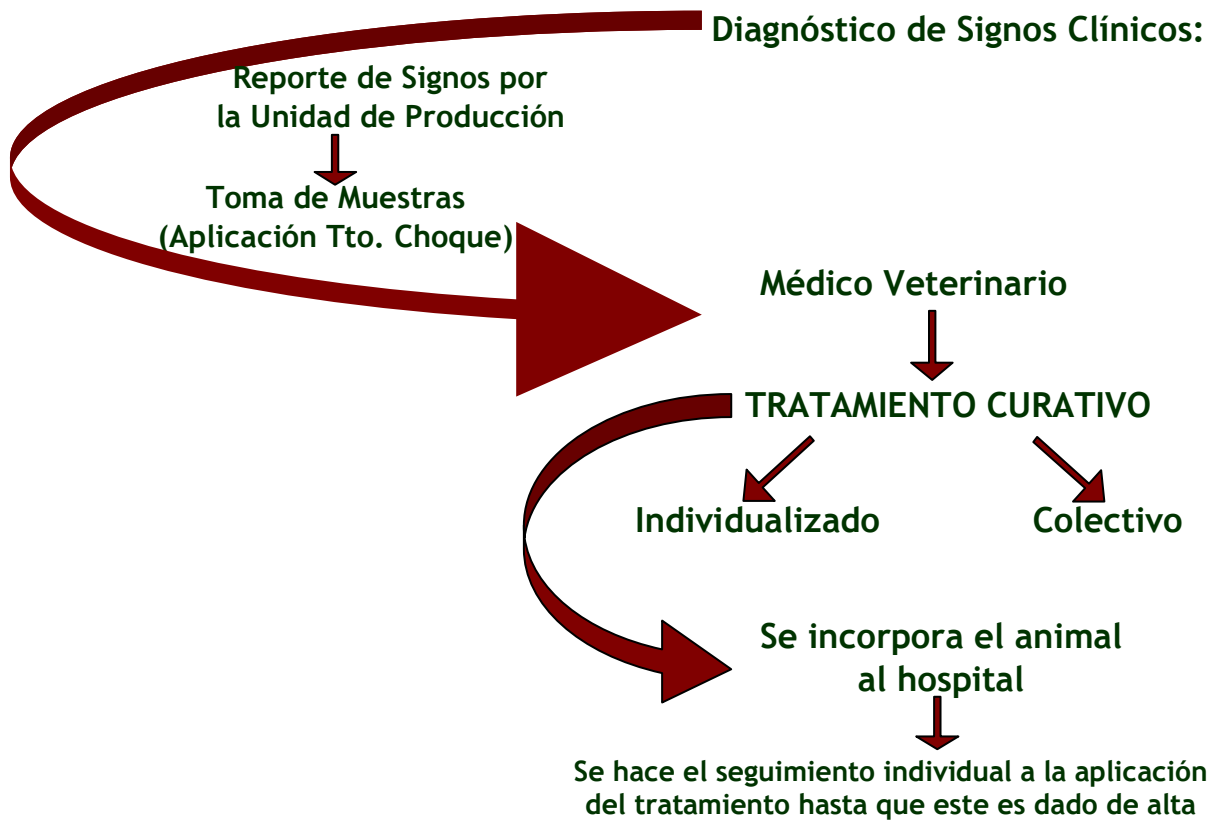 Diagnóstico de Signos Clínicos:
Reporte de Signos por
la Unidad de Producción
Toma de Muestras
(Aplicación Tto. Choque)
Médico Veterinario
TRATAMIENTO CURATIVO
Individualizado
Colectivo
Se incorpora el animal
al hospital
Se hace el seguimiento individual a la aplicación
del tratamiento hasta que este es dado de alta